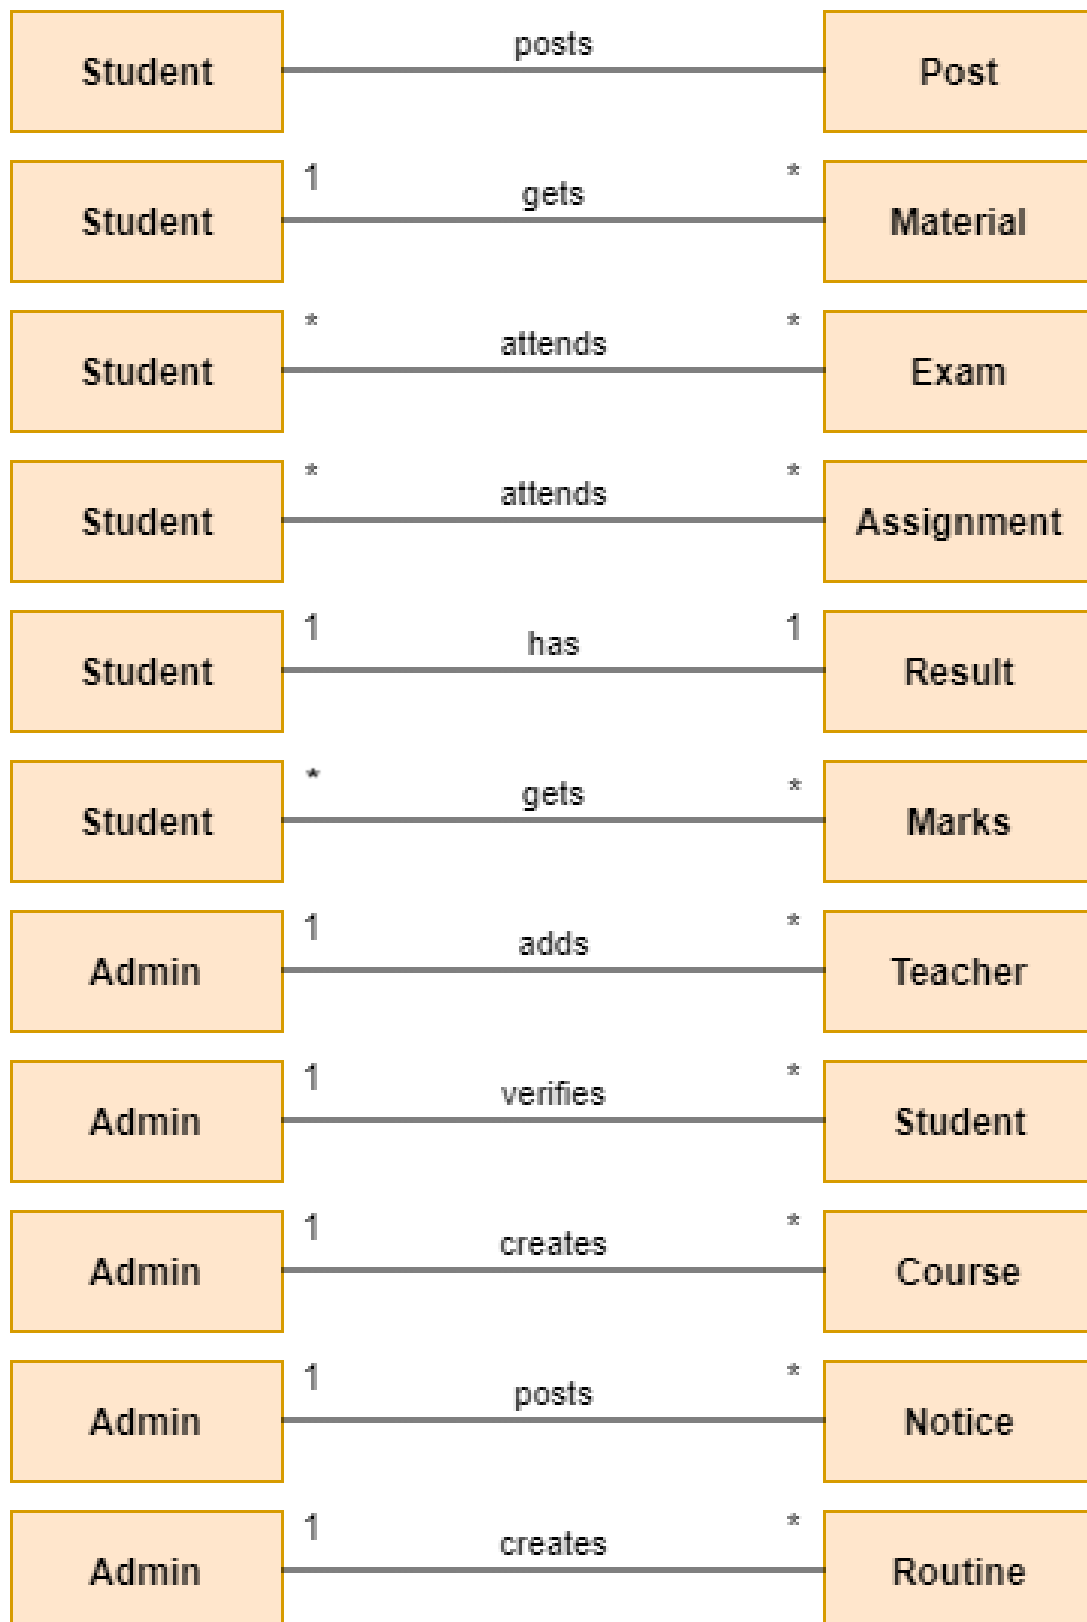 Student posts Post
1 *
Student gets Material
* *
Student attends Exam
* *
Student attends Assignment
1 1
Student has Result
* *
Student gets Marks
1 *
Admin adds Teacher
1 *
Admin verifies Student
1 *
Admin creates Course
1 *
Admin posts Notice
1 *
Admin creates Routine